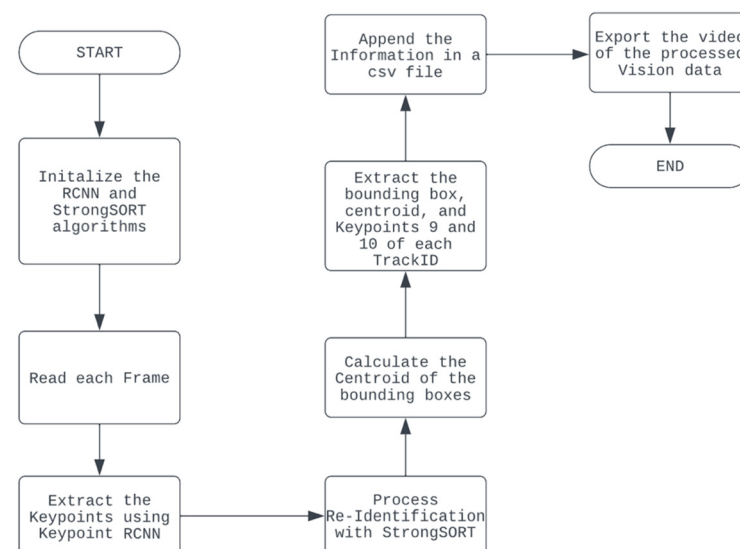 START
Initalize the
RCNN and
StrongSORT
algorithms
Read each Frame
Extract the
Keypoints using
Keypoint RCNN
Process
Re-Identification
with StrongSORT
Calculate the
Centroid of the
bounding boxes
Extract the
bounding box,
centroid, and
Keypoints 9 and
10 of each
TrackID
Append the
Information in a
csv file
Export the video
of the processed
Vision data
END